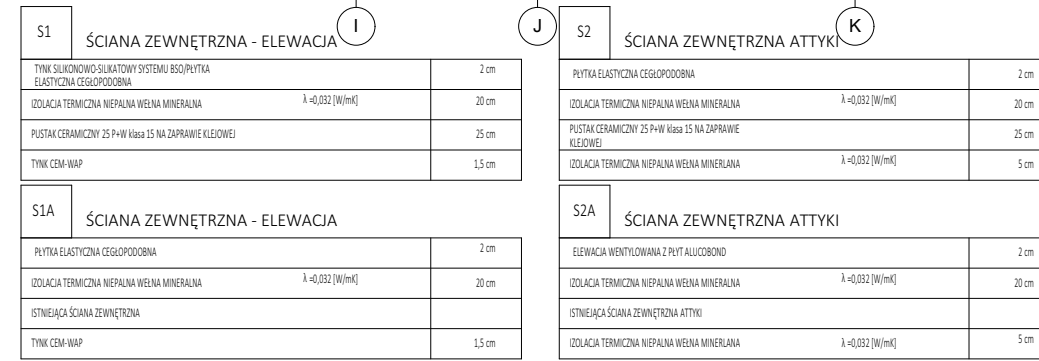 I
J
K
S1
ŚCIANA ZEWNĘTRZNA - ELEWACJA
TYNK SILIKONOWO-SILIKATOWY SYSTEMU BSO/PŁYTKA
ELASTYCZNA CEGŁOPODOBNA
2 cm
IZOLACJA TERMICZNA NIEPALNA WEŁNA MINERALNA λ =0,032 [W/mK] 20 cm
PUSTAK CERAMICZNY 25 P+W klasa 15 NA ZAPRAWIE KLEJOWEJ 25 cm
TYNK CEM-WAP 1,5 cm
S2
ŚCIANA ZEWNĘTRZNA ATTYKI
PŁYTKA ELASTYCZNA CEGŁOPODOBNA 2 cm
IZOLACJA TERMICZNA NIEPALNA WEŁNA MINERALNA λ =0,032 [W/mK] 20 cm
PUSTAK CERAMICZNY 25 P+W klasa 15 NA ZAPRAWIE
KLEJOWEJ
25 cm
IZOLACJA TERMICZNA NIEPALNA WEŁNA MINERLANA λ =0,032 [W/mK] 5 cm
S1A
ŚCIANA ZEWNĘTRZNA - ELEWACJA
PŁYTKA ELASTYCZNA CEGŁOPODOBNA 2 cm
IZOLACJA TERMICZNA NIEPALNA WEŁNA MINERALNA λ =0,032 [W/mK] 20 cm
ISTNIEJĄCA ŚCIANA ZEWNĘTRZNA
TYNK CEM-WAP 1,5 cm
S2A
ŚCIANA ZEWNĘTRZNA ATTYKI
ELEWACJA WENTYLOWANA Z PŁYT ALUCOBOND 2 cm
IZOLACJA TERMICZNA NIEPALNA WEŁNA MINERALNA λ =0,032 [W/mK] 20 cm
ISTNIEJĄCA ŚCIANA ZEWNĘTRZNA ATTYKI
IZOLACJA TERMICZNA NIEPALNA WEŁNA MINERLANA λ =0,032 [W/mK] 5 cm